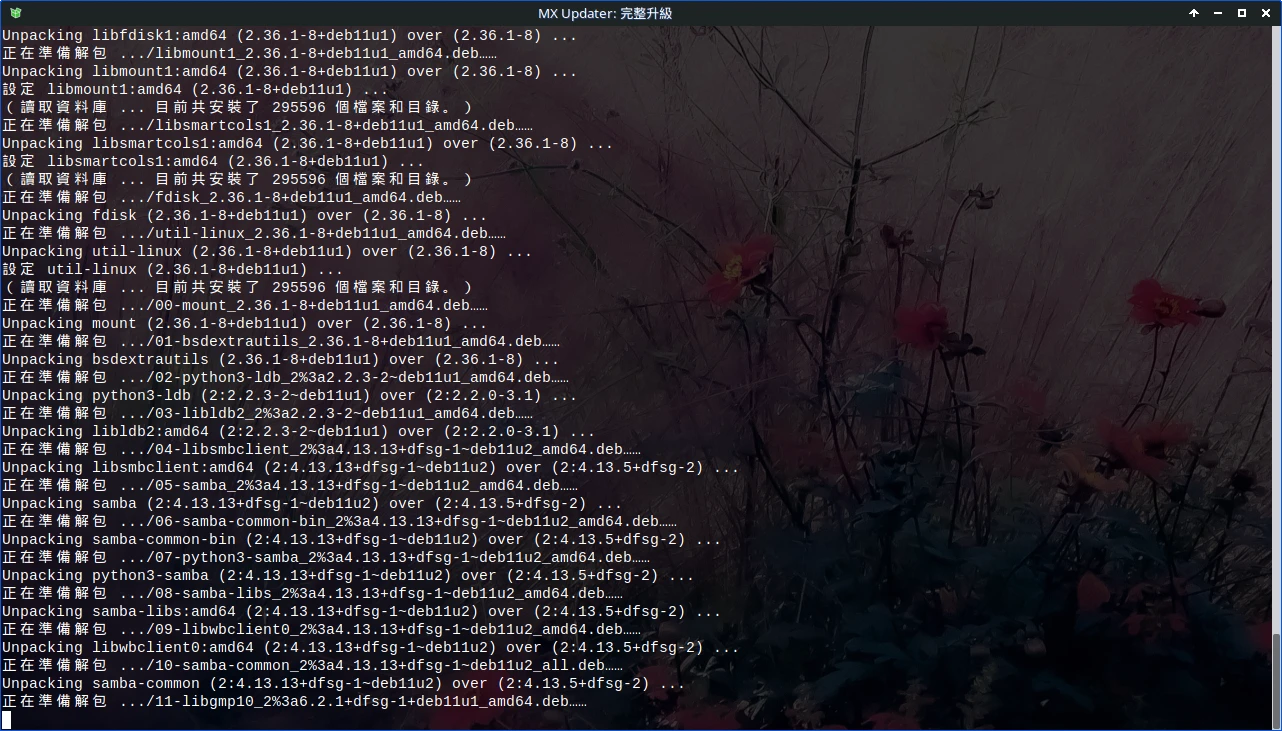 MX Updater: 完整升級
Unpacking libfdisk1:amd64 (2.36.1-8+deb11u1) over (2.36.1-8) ...
正在準備解包 .../libmount1_2.36.1-8+deb11u1_amd64.deb……
Unpacking libmount1:amd64 (2.36.1-8+deb11u1) over (2.36.1-8) ...
設定 libmount1:amd64 (2.36.1-8+deb11u1) ...
（讀取資料庫 ... 目前共安裝了 295596 個檔案和目錄。）
正在準備解包 .../libsmartcols1_2.36.1-8+deb11u1_amd64.deb……
Unpacking libsmartcols1:amd64 (2.36.1-8+deb11u1) over (2.36.1-8) ...
設定 libsmartcols1:amd64 (2.36.1-8+deb11u1) ...
（讀取資料庫 ... 目前共安裝了 295596 個檔案和目錄。）
正在準備解包 .../fdisk_2.36.1-8+deb11u1_amd64.deb……
Unpacking fdisk (2.36.1-8+deb11u1) over (2.36.1-8) ...
正在準備解包 .../util-linux_2.36.1-8+deb11u1_amd64.deb……
Unpacking util-linux (2.36.1-8+deb11u1) over (2.36.1-8) ...
設定 util-linux (2.36.1-8+deb11u1) ...
（讀取資料庫 ... 目前共安裝了 295596 個檔案和目錄。）
正在準備解包 .../00-mount_2.36.1-8+deb11u1_amd64.deb……
Unpacking mount (2.36.1-8+deb11u1) over (2.36.1-8) ...
正在準備解包 .../01-bsdextrautils_2.36.1-8+deb11u1_amd64.deb……
Unpacking bsdextrautils (2.36.1-8+deb11u1) over (2.36.1-8) ...
正在準備解包 .../02-python3-ldb_2%3a2.2.3-2~deb11u1_amd64.deb……
Unpacking python3-ldb (2:2.2.3-2~deb11u1) over (2:2.2.0-3.1) ...
正在準備解包 .../03-libldb2_2%3a2.2.3-2~deb11u1_amd64.deb……
Unpacking libldb2:amd64 (2:2.2.3-2~deb11u1) over (2:2.2.0-3.1) ...
正在準備解包 .../04-libsmbclient_2%3a4.13.13+dfsg-1~deb11u2_amd64.deb……
Unpacking libsmbclient:amd64 (2:4.13.13+dfsg-1~deb11u2) over (2:4.13.5+dfsg-2) ...
正在準備解包 .../05-samba_2%3a4.13.13+dfsg-1~deb11u2_amd64.deb……
Unpacking samba (2:4.13.13+dfsg-1~deb11u2) over (2:4.13.5+dfsg-2) ...
正在準備解包 .../06-samba-common-bin_2%3a4.13.13+dfsg-1~deb11u2_amd64.deb……
Unpacking samba-common-bin (2:4.13.13+dfsg-1~deb11u2) over (2:4.13.5+dfsg-2) ...
正在準備解包 .../07-python3-samba_2%3a4.13.13+dfsg-1~deb11u2_amd64.deb……
Unpacking python3-samba (2:4.13.13+dfsg-1~deb11u2) over (2:4.13.5+dfsg-2) ...
正在準備解包 .../08-samba-libs_2%3a4.13.13+dfsg-1~deb11u2_amd64.deb……
Unpacking samba-libs:amd64 (2:4.13.13+dfsg-1~deb11u2) over (2:4.13.5+dfsg-2) ...
正在準備解包 .../09-libwbclient0_2%3a4.13.13+dfsg-1~deb11u2_amd64.deb……
Unpacking libwbclient0:amd64 (2:4.13.13+dfsg-1~deb11u2) over (2:4.13.5+dfsg-2) ...
正在準備解包 .../10-samba-common_2%3a4.13.13+dfsg-1~deb11u2_all.deb……
Unpacking samba-common (2:4.13.13+dfsg-1~deb11u2) over (2:4.13.5+dfsg-2) ...
正在準備解包 .../11-libgmp10_2%3a6.2.1+dfsg-1+deb11u1_amd64.deb……